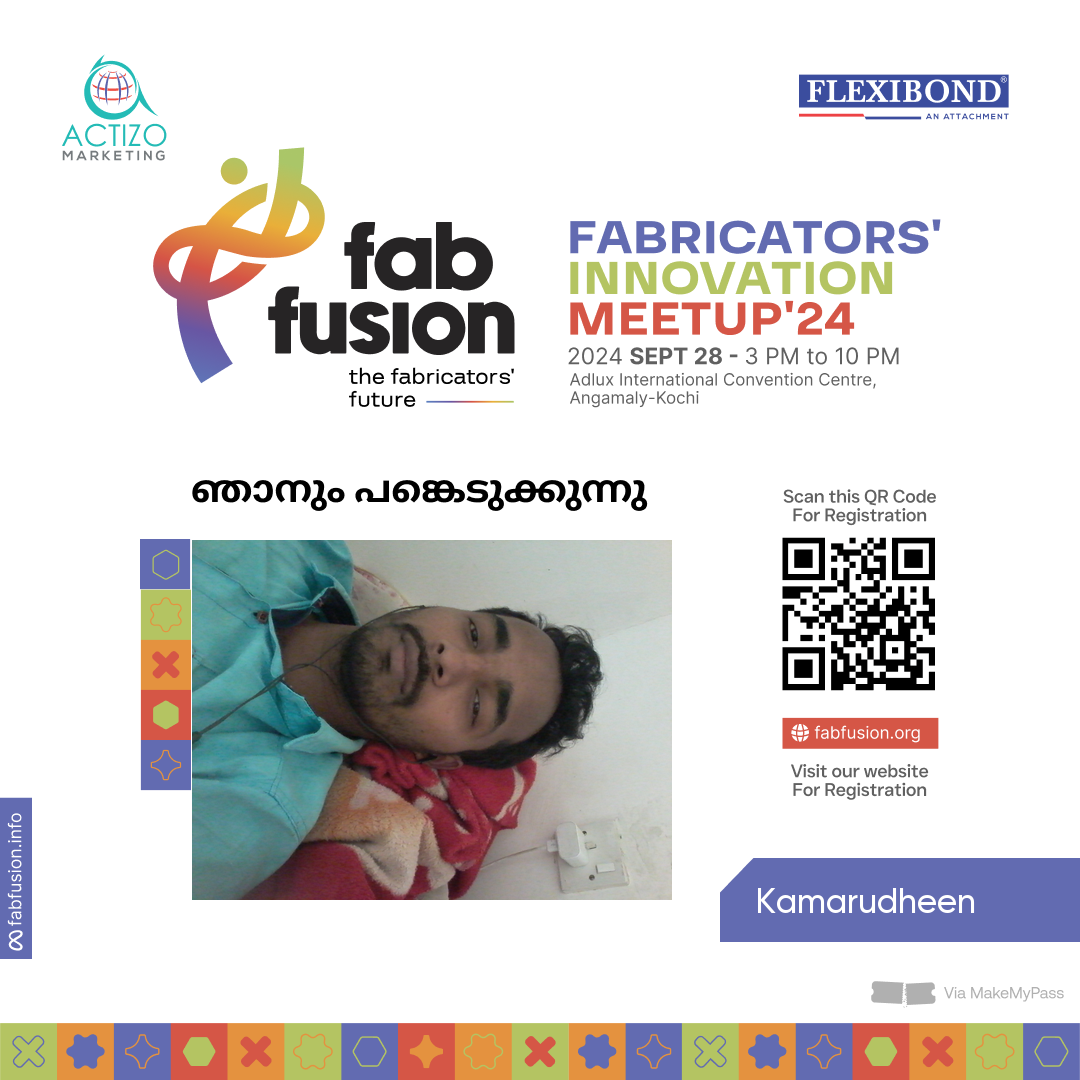 ACTIZO
MARKETING
FLEXIBOND®
AN ATTACHMENT
fab
fusion
the fabricators'
future
FABRICATORS'
INNOVATION
MEETUP'24
2024 SEPT 28 - 3 PM to 10 PM
Adlux International Convention Centre,
Angamaly-Kochi
ഞാനും പങ്കെടുക്കുന്നു
Scan this QR Code
For Registration
fabfusion.org
Visit our website
For Registration
fabfusion.info
Kamarudheen
Via MakeMyPass